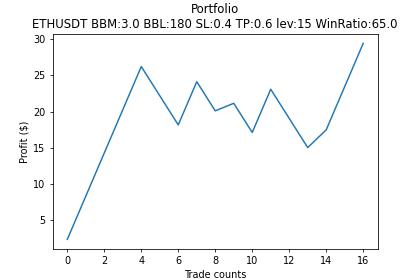 Portfolio
ETHUSDT BBM:3.0 BBL:180 SL:0.4 TP:0.6 lev:15 WinRatio:65.0
30
25
20
15
10
5
Profit ($)
0 2 4 6 8 10 12 14 16
Trade counts